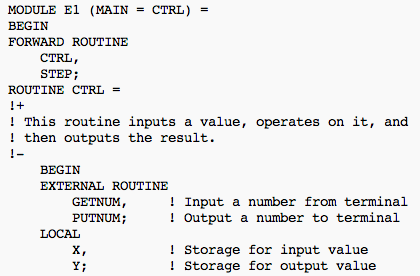 MODULE E1 (MAIN = CTRL) =
BEGIN
FORWARD ROUTINE
    CTRL,
    STEP;
ROUTINE CTRL =
!+
! This routine inputs a value, operates on it, and
! then outputs the result.
!-
    BEGIN
    EXTERNAL ROUTINE
        GETNUM,     ! Input a number from terminal
        PUTNUM;     ! Output a number to terminal
    LOCAL
        X,          ! Storage for input value
        Y;          ! Storage for output value